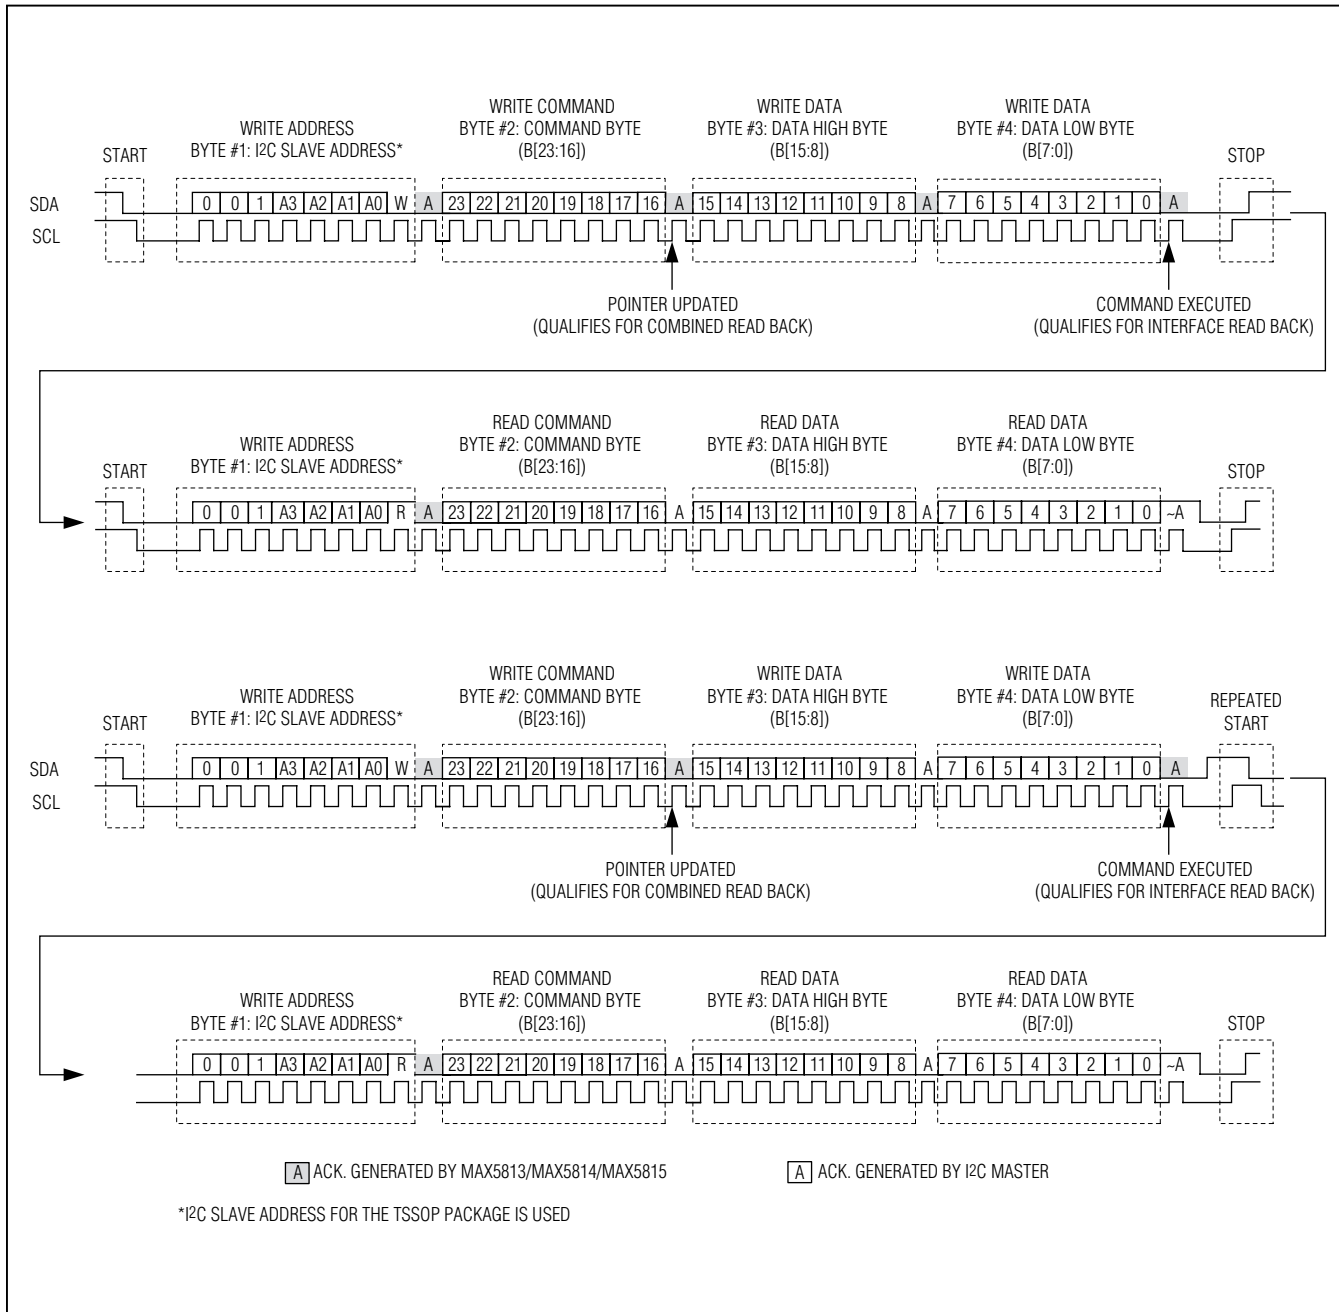 WRITE COMMAND WRITE DATA WRITE DATA
WRITE ADDRESS BYTE #2: COMMAND BYTE BYTE #3: DATA HIGH BYTE BYTE #4: DATA LOW BYTE
START BYTE #1: I2C SLAVE ADDRESS* (B[23:16]) (B[15:8]) (B[7:0]) STOP
SDA 0 0 1 A3 A2 A1 A0 W A 23 22 21 20 19 18 17 16 A 15 14 13 12 11 10 9 8 A 7 6 5 4 3 2 1 0 A
SCL
POINTER UPDATED COMMAND EXECUTED
(QUALIFIES FOR COMBINED READ BACK) (QUALIFIES FOR INTERFACE READ BACK)
READ COMMAND READ DATA READ DATA
WRITE ADDRESS BYTE #2: COMMAND BYTE BYTE #3: DATA HIGH BYTE BYTE #4: DATA LOW BYTE
START BYTE #1: I2C SLAVE ADDRESS* (B[23:16]) (B[15:8]) (B[7:0]) STOP
0 0 1 A3 A2 A1 A0 R A 23 22 21 20 19 18 17 16 A 15 14 13 12 11 10 9 8 A 7 6 5 4 3 2 1 0 ~A
WRITE COMMAND WRITE DATA WRITE DATA
WRITE ADDRESS BYTE #2: COMMAND BYTE BYTE #3: DATA HIGH BYTE BYTE #4: DATA LOW BYTE REPEATED
START BYTE #1: I2C SLAVE ADDRESS* (B[23:16]) (B[15:8]) (B[7:0]) START
SDA 0 0 1 A3 A2 A1 A0 W A 23 22 21 20 19 18 17 16 A 15 14 13 12 11 10 9 8 A 7 6 5 4 3 2 1 0 A
SCL
POINTER UPDATED COMMAND EXECUTED
(QUALIFIES FOR COMBINED READ BACK) (QUALIFIES FOR INTERFACE READ BACK)
READ COMMAND READ DATA READ DATA
WRITE ADDRESS BYTE #2: COMMAND BYTE BYTE #3: DATA HIGH BYTE BYTE #4: DATA LOW BYTE
BYTE #1: I2C SLAVE ADDRESS* (B[23:16]) (B[15:8]) (B[7:0]) STOP
0 0 1 A3 A2 A1 A0 R A 23 22 21 20 19 18 17 16 A 15 14 13 12 11 10 9 8 A 7 6 5 4 3 2 1 0 ~A
A ACK. GENERATED BY MAX5813/MAX5814/MAX5815 A ACK. GENERATED BY I2C MASTER
*I2C SLAVE ADDRESS FOR THE TSSOP PACKAGE IS USED